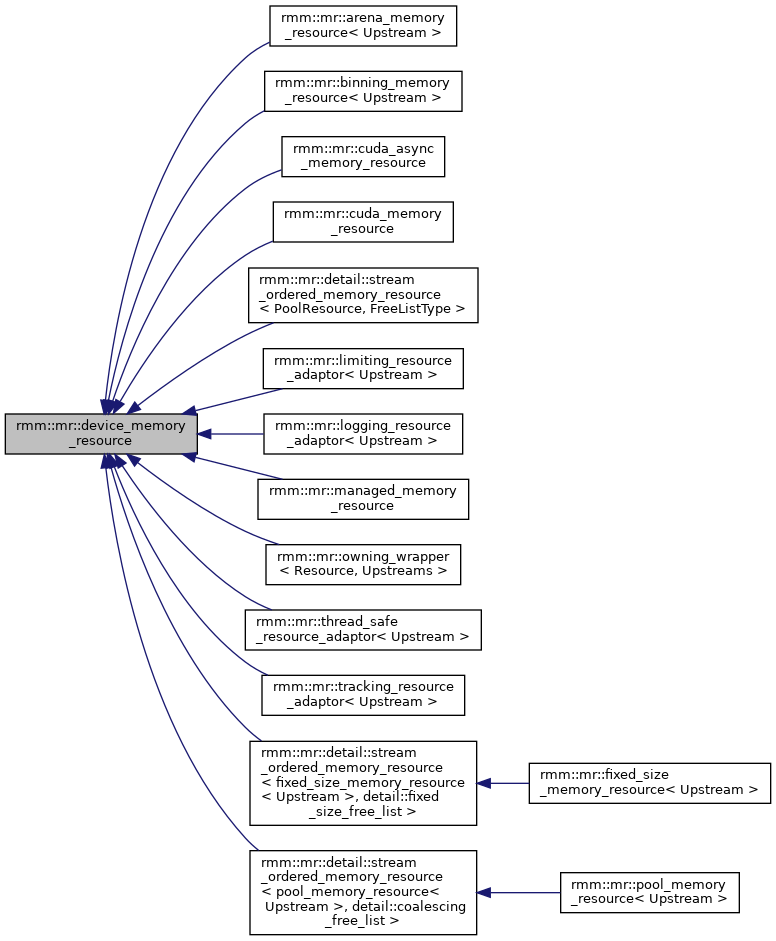 rmm::mr::arena_memory
_resource< Upstream >
rmm::mr::binning_memory
_resource< Upstream >
rmm::mr::cuda_async
_memory_resource
rmm::mr::cuda_memory
_resource
rmm::mr::detail::stream
_ordered_memory_resource
< PoolResource, FreeListType >
rmm::mr::limiting_resource
_adaptor< Upstream >
rmm::mr::device_memory
_resource
rmm::mr::logging_resource
_adaptor< Upstream >
rmm::mr::managed_memory
_resource
rmm::mr::owning_wrapper
< Resource, Upstreams >
rmm::mr::thread_safe
_resource_adaptor< Upstream >
rmm::mr::tracking_resource
_adaptor< Upstream >
rmm::mr::detail::stream
_ordered_memory_resource
< fixed_size_memory_resource
< Upstream >, detail::fixed
_size_free_list >
rmm::mr::fixed_size
_memory_resource< Upstream >
rmm::mr::detail::stream
_ordered_memory_resource
< pool_memory_resource<
Upstream >, detail::coalescing
_free_list >
rmm::mr::pool_memory
_resource< Upstream >